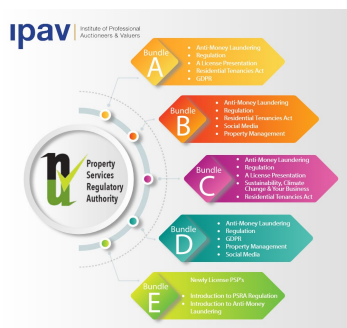 ipav
Institute of Professional
Auctioneers & Valuers
Bundle
A
• Anti-Money Laundering
• Regulation
• A License Presentation
• Residential Tenancies Act
• GDPR
Bundle
B
• Anti-Money Laundering
• Regulation
• Residential Tenancies Act
• Social Media
• Property Management
Property
Services
Regulatory
Authority
Bundle
C
• Anti-Money Laundering
• Regulation
• A License Presentation
• Sustainability, Climate
Change & Your Business
• Residential Tenancies Act
Bundle
D
• Anti-Money Laundering
• Regulation
• GDPR
• Property Management
• Social Media
Bundle
E
Newly License PSP's
• Introduction to PSRA Regulation
• Introduction to Anti-Money
Laundering